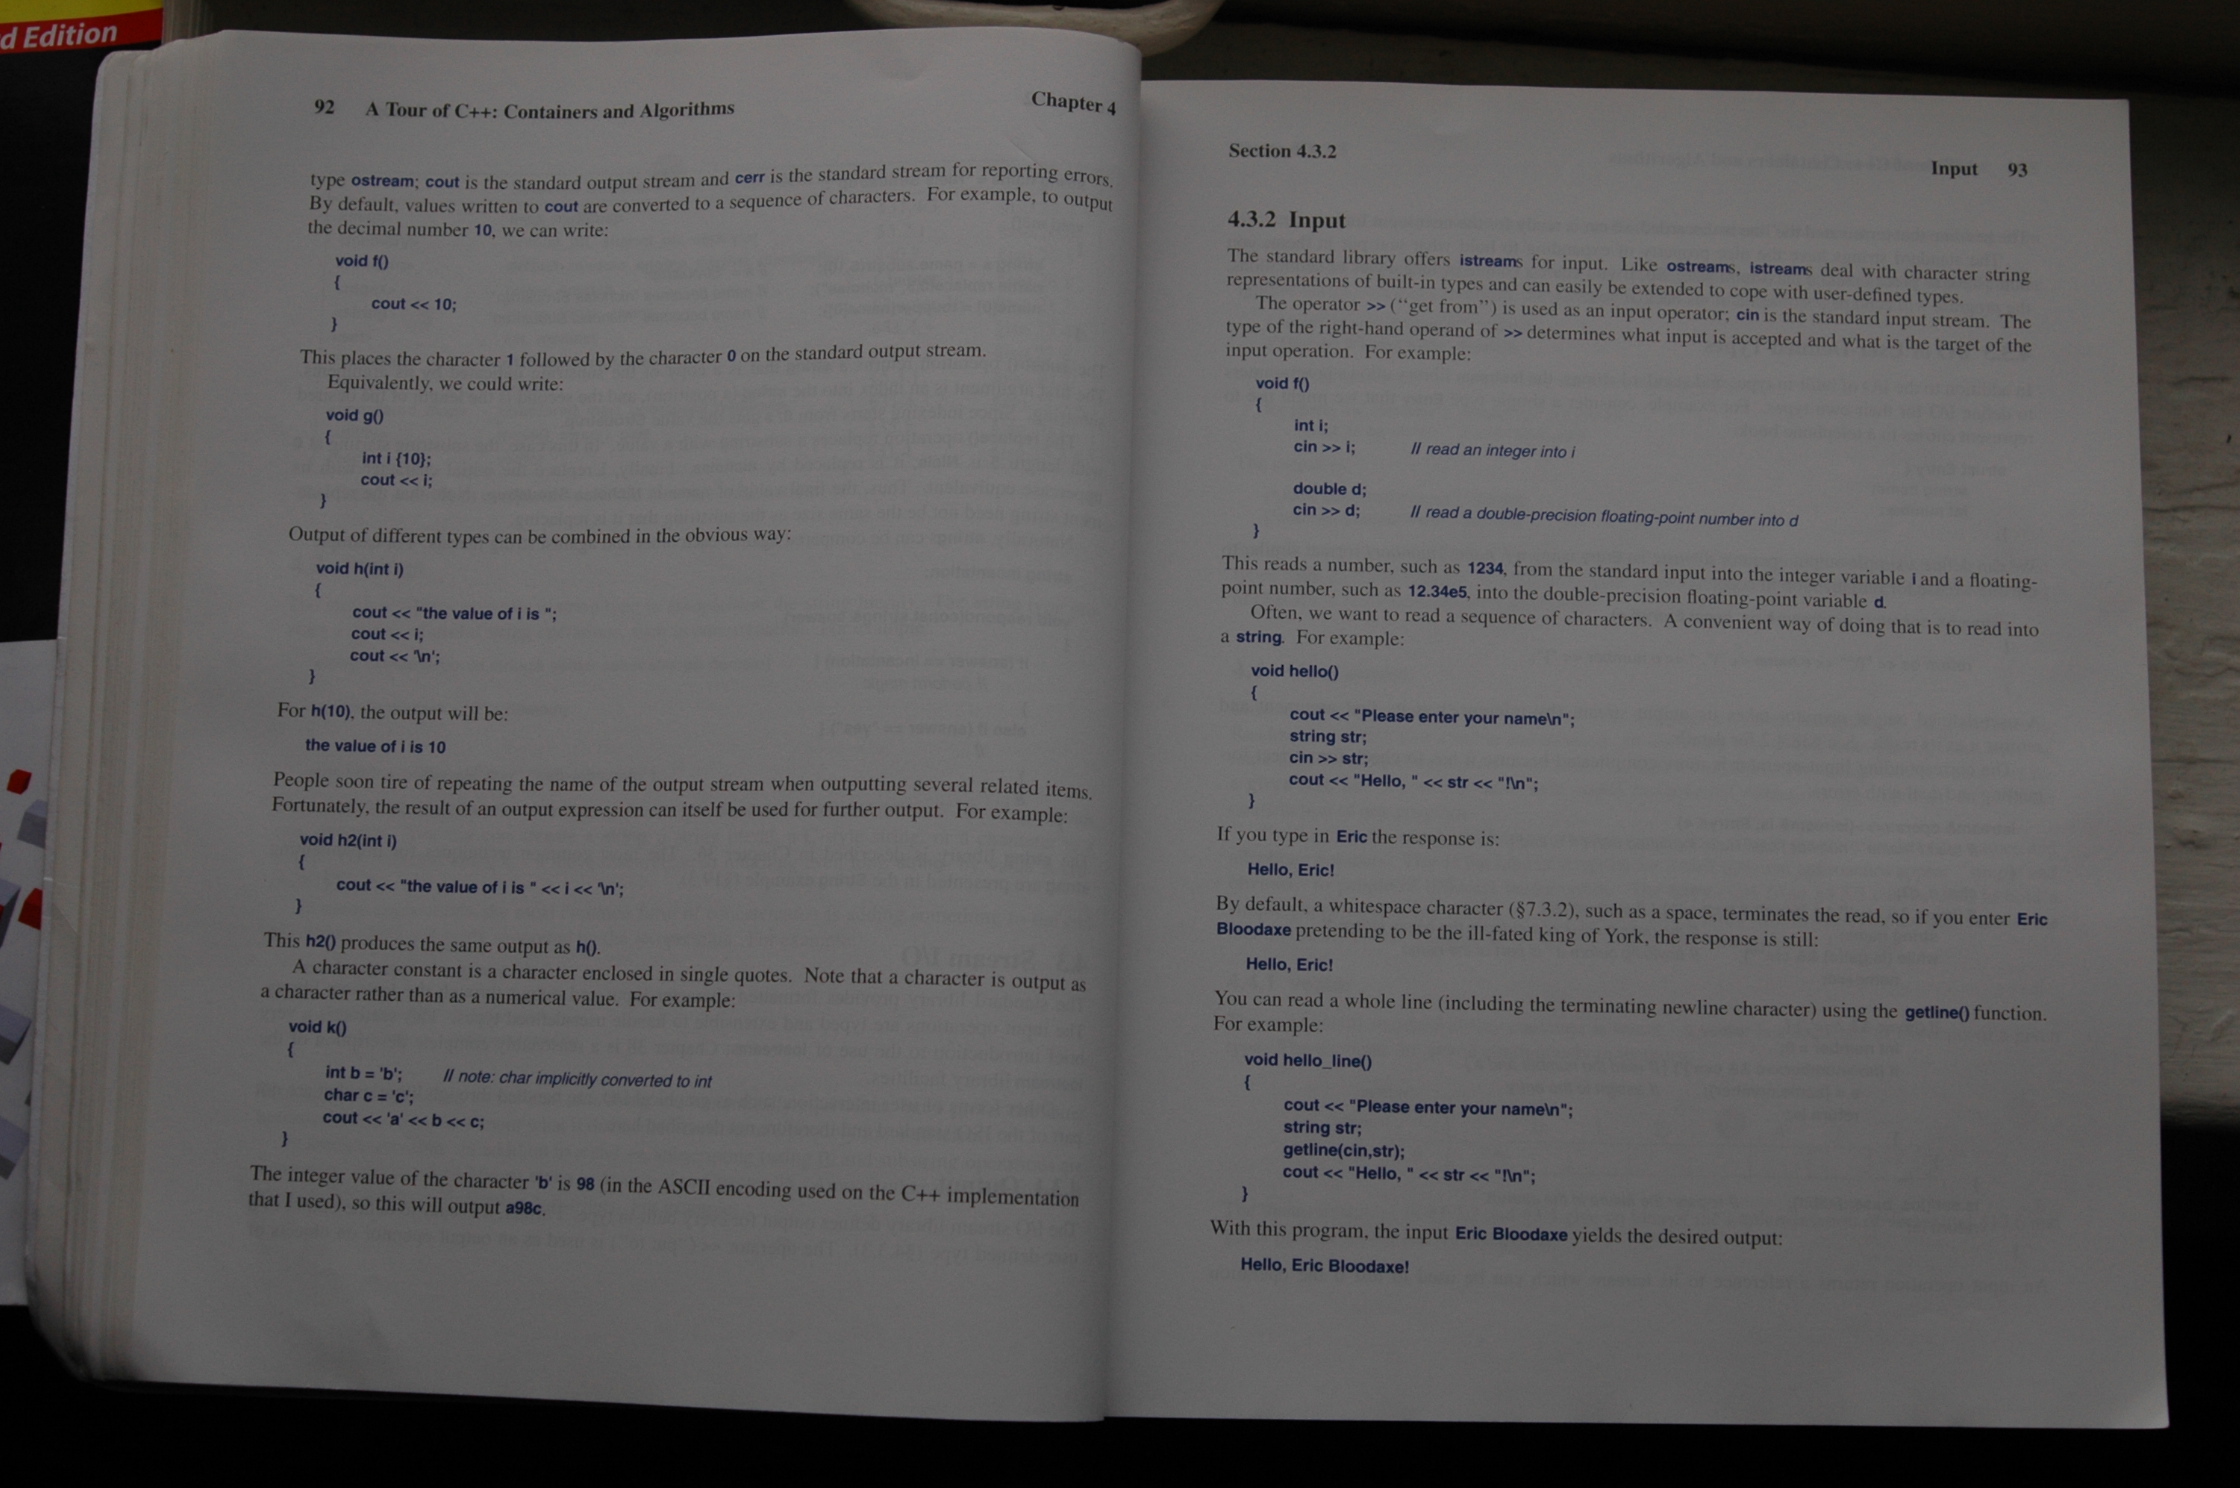 d Edition
92 A Tour of C++: Containers and Algorithms Chapter 4
type ostream; cout is the standard output stream and cerr is the standard stream for reporting errors.
By default, values written to cout are converted to a sequence of characters. For example, to output
the decimal number 10, we can write:
void f()
{
cout << 10;
}
This places the character 1 followed by the character 0 on the standard output stream.
Equivalently, we could write:
void g()
{
int i {10};
cout << i;
}
Output of different types can be combined in the obvious way:
void h(int i)
{
cout << "the value of i is ";
cout << i;
cout << '\n';
}
For h(10), the output will be:
the value of i is 10
People soon tire of repeating the name of the output stream when outputting several related items.
Fortunately, the result of an output expression can itself be used for further output. For example:
void h2(int i)
{
cout << "the value of i is " << i << '\n';
}
This h2() produces the same output as h().
A character constant is a character enclosed in single quotes. Note that a character is output as
a character rather than as a numerical value. For example:
void k()
{
int b = 'b'; // note: char implicitly converted to int
char c = 'c';
cout << 'a' << b << c;
}
The integer value of the character 'b' is 98 (in the ASCII encoding used on the C++ implementation
that I used), so this will output a98c.
Section 4.3.2 Input 93
4.3.2 Input
The standard library offers istreams for input. Like ostreams, istreams deal with character string
representations of built-in types and can easily be extended to cope with user-defined types.
The operator >> ("get from") is used as an input operator; cin is the standard input stream. The
type of the right-hand operand of >> determines what input is accepted and what is the target of the
input operation. For example:
void f()
{
int i;
cin >> i; // read an integer into i
double d;
cin >> d; // read a double-precision floating-point number into d
}
This reads a number, such as 1234, from the standard input into the integer variable i and a floating-
point number, such as 12.34e5, into the double-precision floating-point variable d.
Often, we want to read a sequence of characters. A convenient way of doing that is to read into
a string. For example:
void hello()
{
cout << "Please enter your name\n";
string str;
cin >> str;
cout << "Hello, " << str << "!\n";
}
If you type in Eric the response is:
Hello, Eric!
By default, a whitespace character (§7.3.2), such as a space, terminates the read, so if you enter Eric
Bloodaxe pretending to be the ill-fated king of York, the response is still:
Hello, Eric!
You can read a whole line (including the terminating newline character) using the getline() function.
For example:
void hello_line()
{
cout << "Please enter your name\n";
string str;
getline(cin,str);
cout << "Hello, " << str << "!\n";
}
With this program, the input Eric Bloodaxe yields the desired output:
Hello, Eric Bloodaxe!